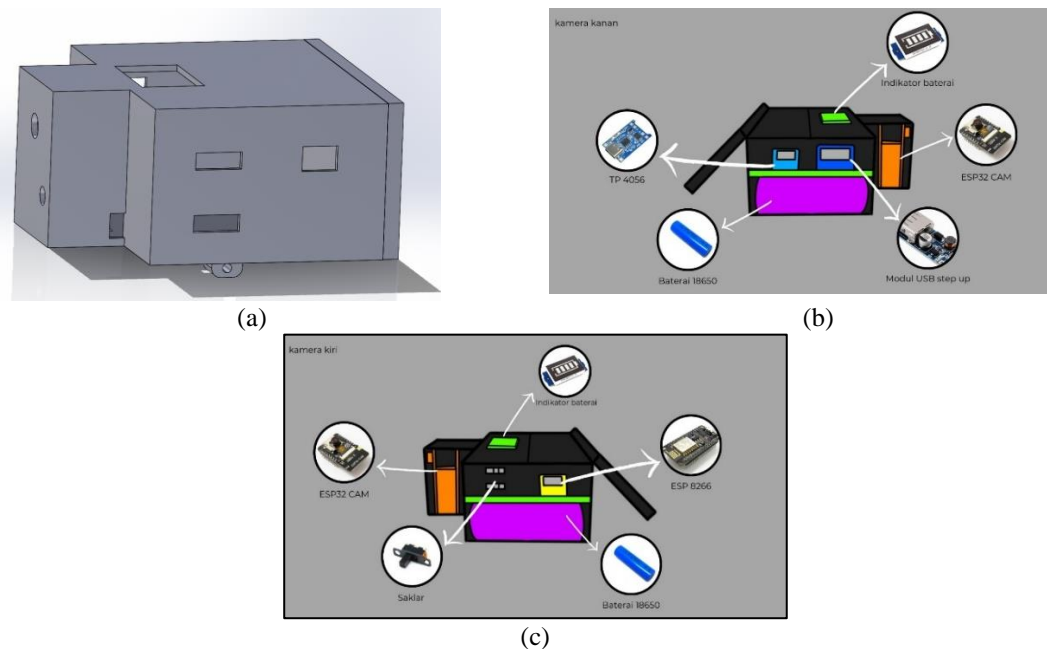 kamera kanan
Indikator baterai
TP 4056
ESP32 CAM
Baterai 18650
Modul USB step up
(a)
(b)
kamera kiri
Indikator baterai
ESP32 CAM
ESP 8266
Saklar
Baterai 18650
(c)